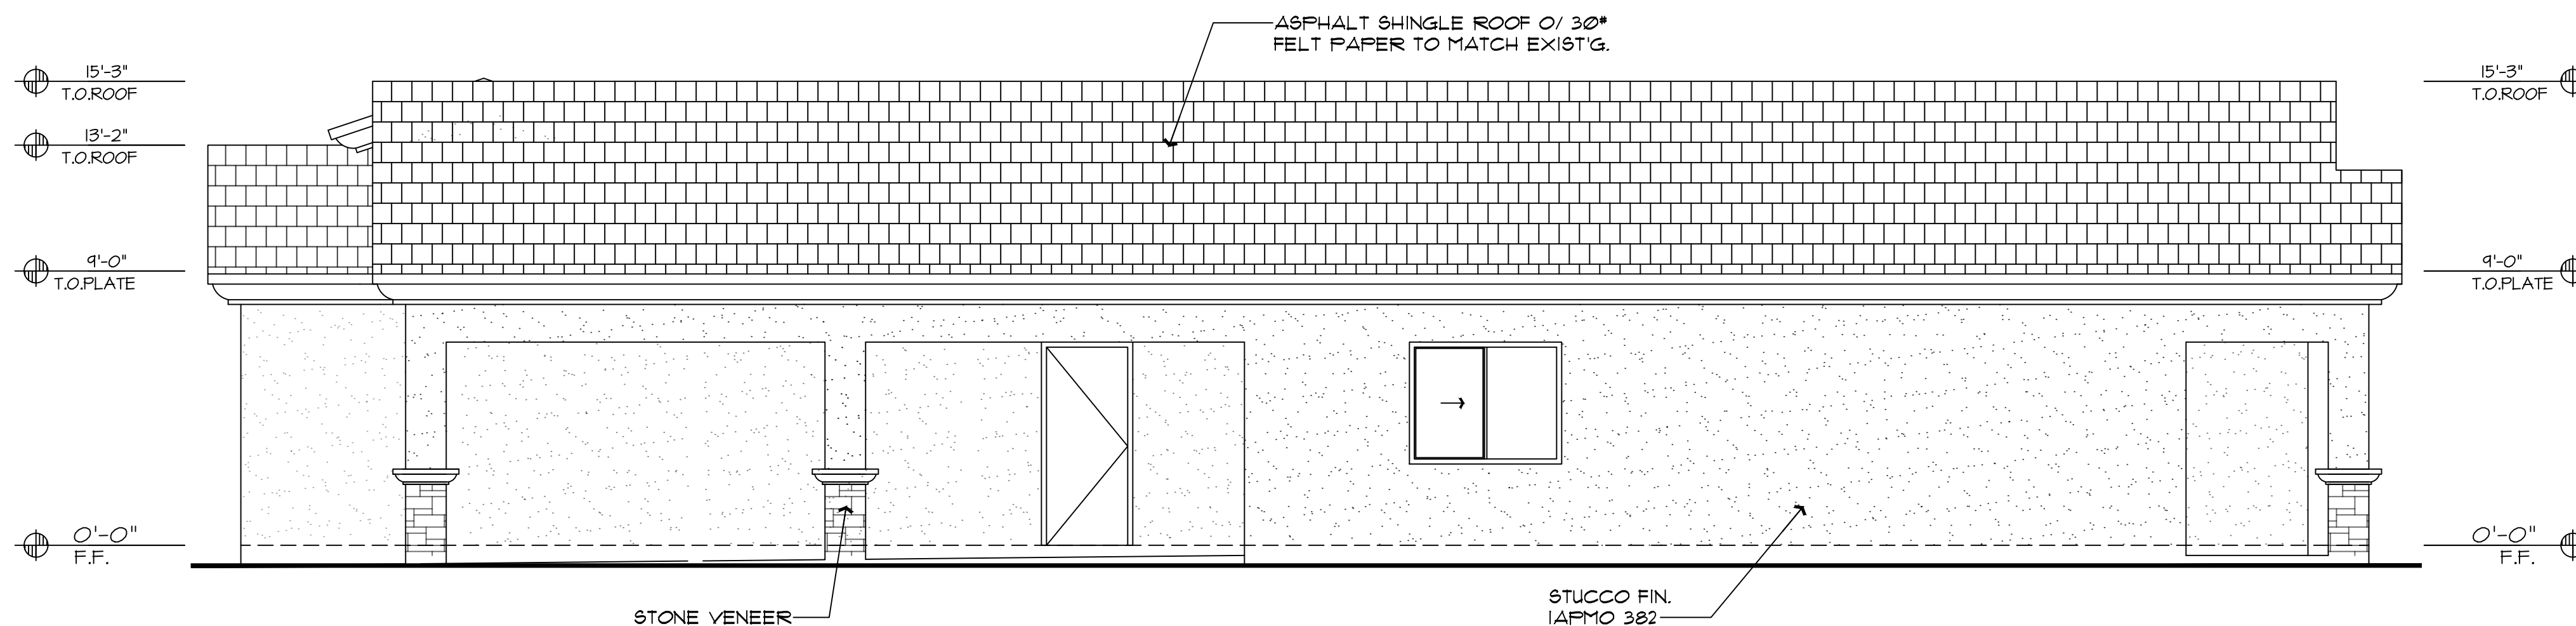 ASPHALT SHINGLE ROOF O/ 30#
FELT PAPER TO MATCH EXIST'G.
15'-3"
T.O.ROOF
13'-2"
T.O.ROOF
9'-0"
T.O.PLATE
0'-0"
F.F.
15'-3"
T.O.ROOF
9'-0"
T.O.PLATE
0'-0"
F.F.
STONE VENEER
STUCCO FIN.
IAPMO 382